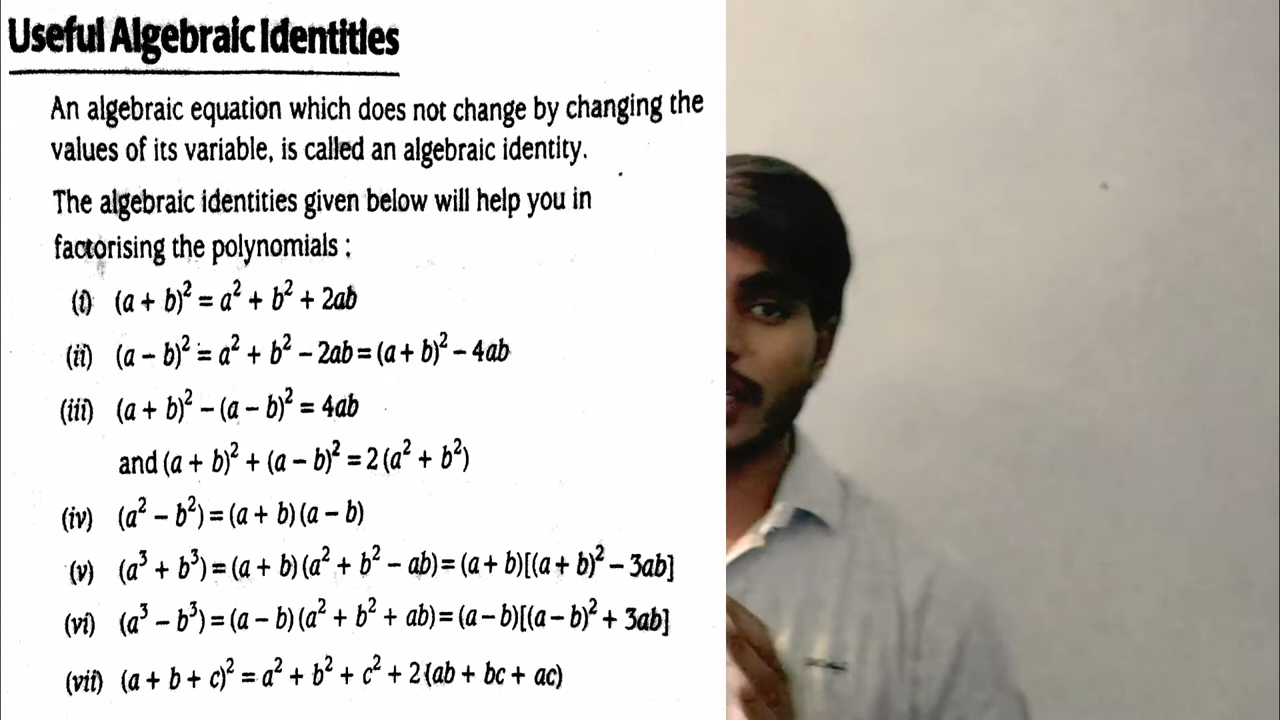 Useful Algebraic Identities
An algebraic equation which does not change by changing the
values of its variable, is called an algebraic identity.
The algebraic identities given below will help you in
factorising the polynomials :
(i) (a + b)² = a² + b² + 2ab
(ii) (a − b)² = a² + b² − 2ab = (a + b)² − 4ab
(iii) (a + b)² − (a − b)² = 4ab
and (a + b)² + (a − b)² = 2 (a² + b²)
(iv) (a² − b²) = (a + b) (a − b)
(v) (a³ + b³) = (a + b) (a² + b² − ab) = (a + b)[(a + b)² − 3ab]
(vi) (a³ − b³) = (a − b) (a² + b² + ab) = (a − b)[(a − b)² + 3ab]
(vii) (a + b + c)² = a² + b² + c² + 2 (ab + bc + ac)